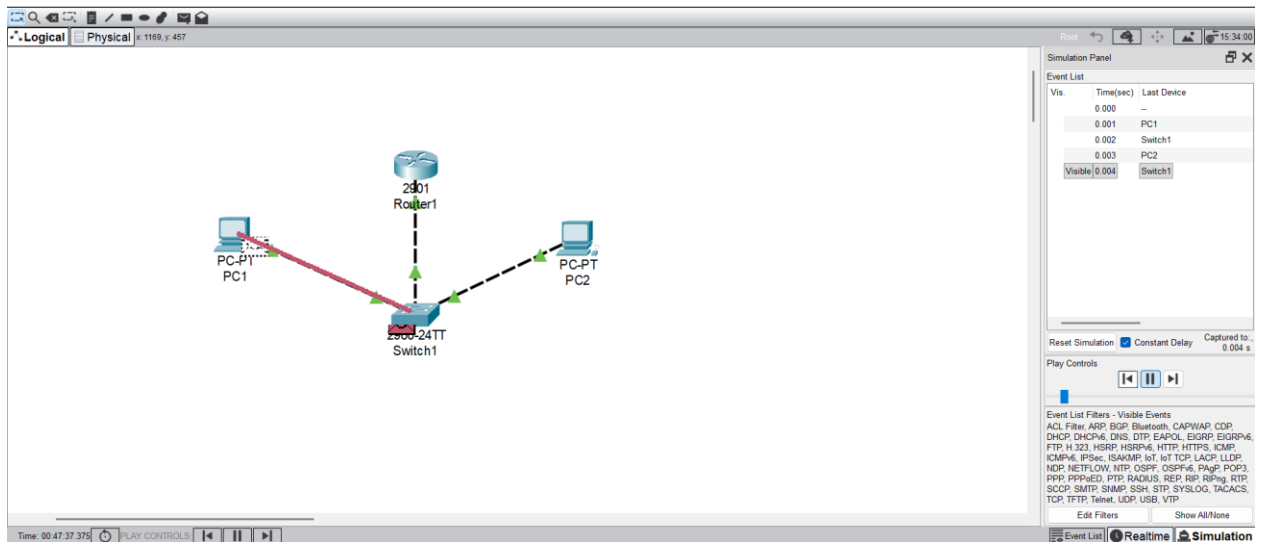 Logical Physical x: 1169, y: 457 Root 15:34:00
Simulation Panel
Event List
Vis. Time(sec) Last Device
0.000 --
0.001 PC1
0.002 Switch1
0.003 PC2
Visible 0.004 Switch1
2901
Router1
PC-PT
PC1
PC-PT
PC2
2960-24TT
Switch1
Reset Simulation Constant Delay Captured to:
0.004 s
Play Controls
Event List Filters - Visible Events
ACL Filter, ARP, BGP, Bluetooth, CAPWAP, CDP,
DHCP, DHCPv6, DNS, DTP, EAPOL, EIGRP, EIGRPv6,
FTP, H.323, HSRP, HSRPv6, HTTP, HTTPS, ICMP,
ICMPv6, IPSec, ISAKMP, IoT, IoT TCP, LACP, LLDP,
NDP, NETFLOW, NTP, OSPF, OSPFv6, PAgP, POP3,
PPP, PPPoED, PTP, RADIUS, REP, RIP, RIPng, RTP,
SCCP, SMTP, SNMP, SSH, STP, SYSLOG, TACACS,
TCP, TFTP, Telnet, UDP, USB, VTP
Edit Filters Show All/None
Time: 00:47:37.375 PLAY CONTROLS: Event List Realtime Simulation